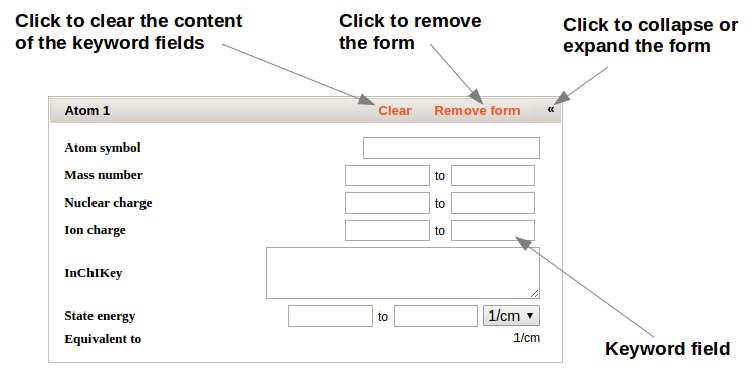 Click to clear the content
of the keyword fields
Click to remove
the form
Click to collapse or
expand the form
Atom 1 Clear Remove form «
Atom symbol
Mass number to
Nuclear charge to
Ion charge to
InChIKey
State energy to 1/cm ▼
Equivalent to 1/cm
Keyword field